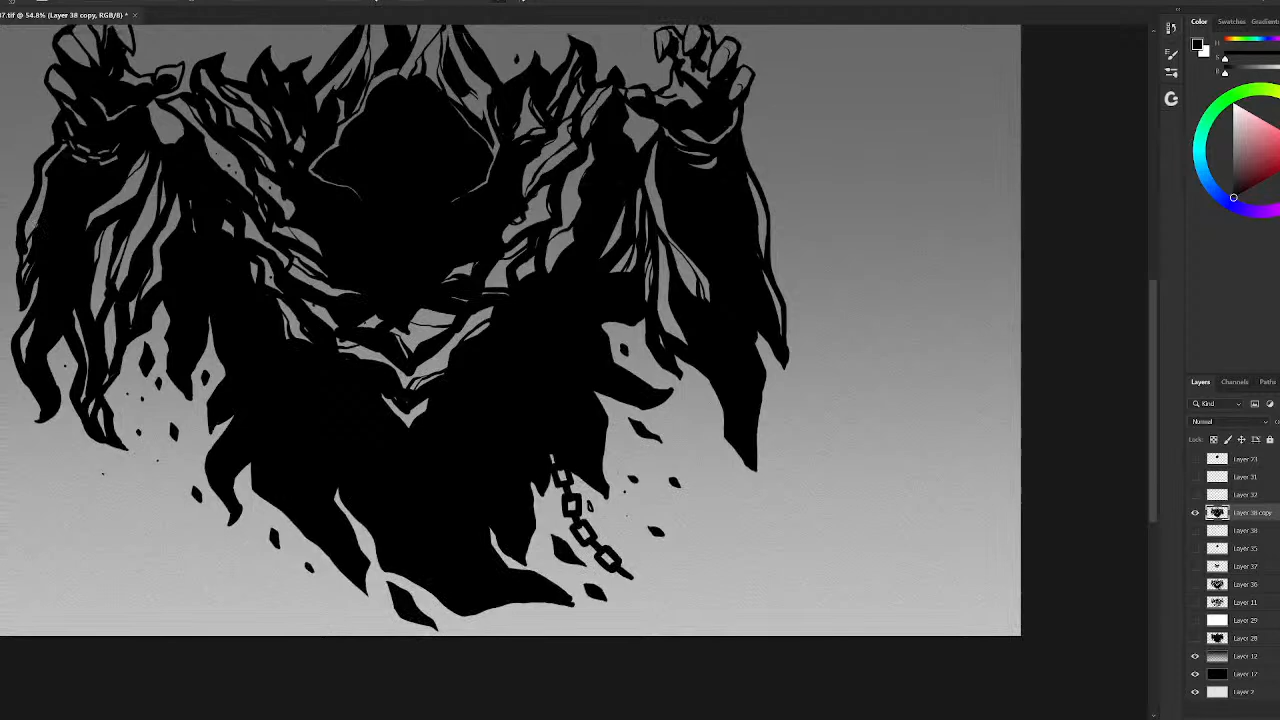 37.tif @ 54.8% (Layer 38 copy, RGB/8) * ×
Color Swatches Gradients
H
S
B
Layers Channels Paths
Kind
Normal
Lock:
Layer 31
Layer 32
Layer 38 copy
Layer 38
Layer 35
Layer 37
Layer 36
Layer 11
Layer 29
Layer 28
Layer 12
Layer 17
Layer 2